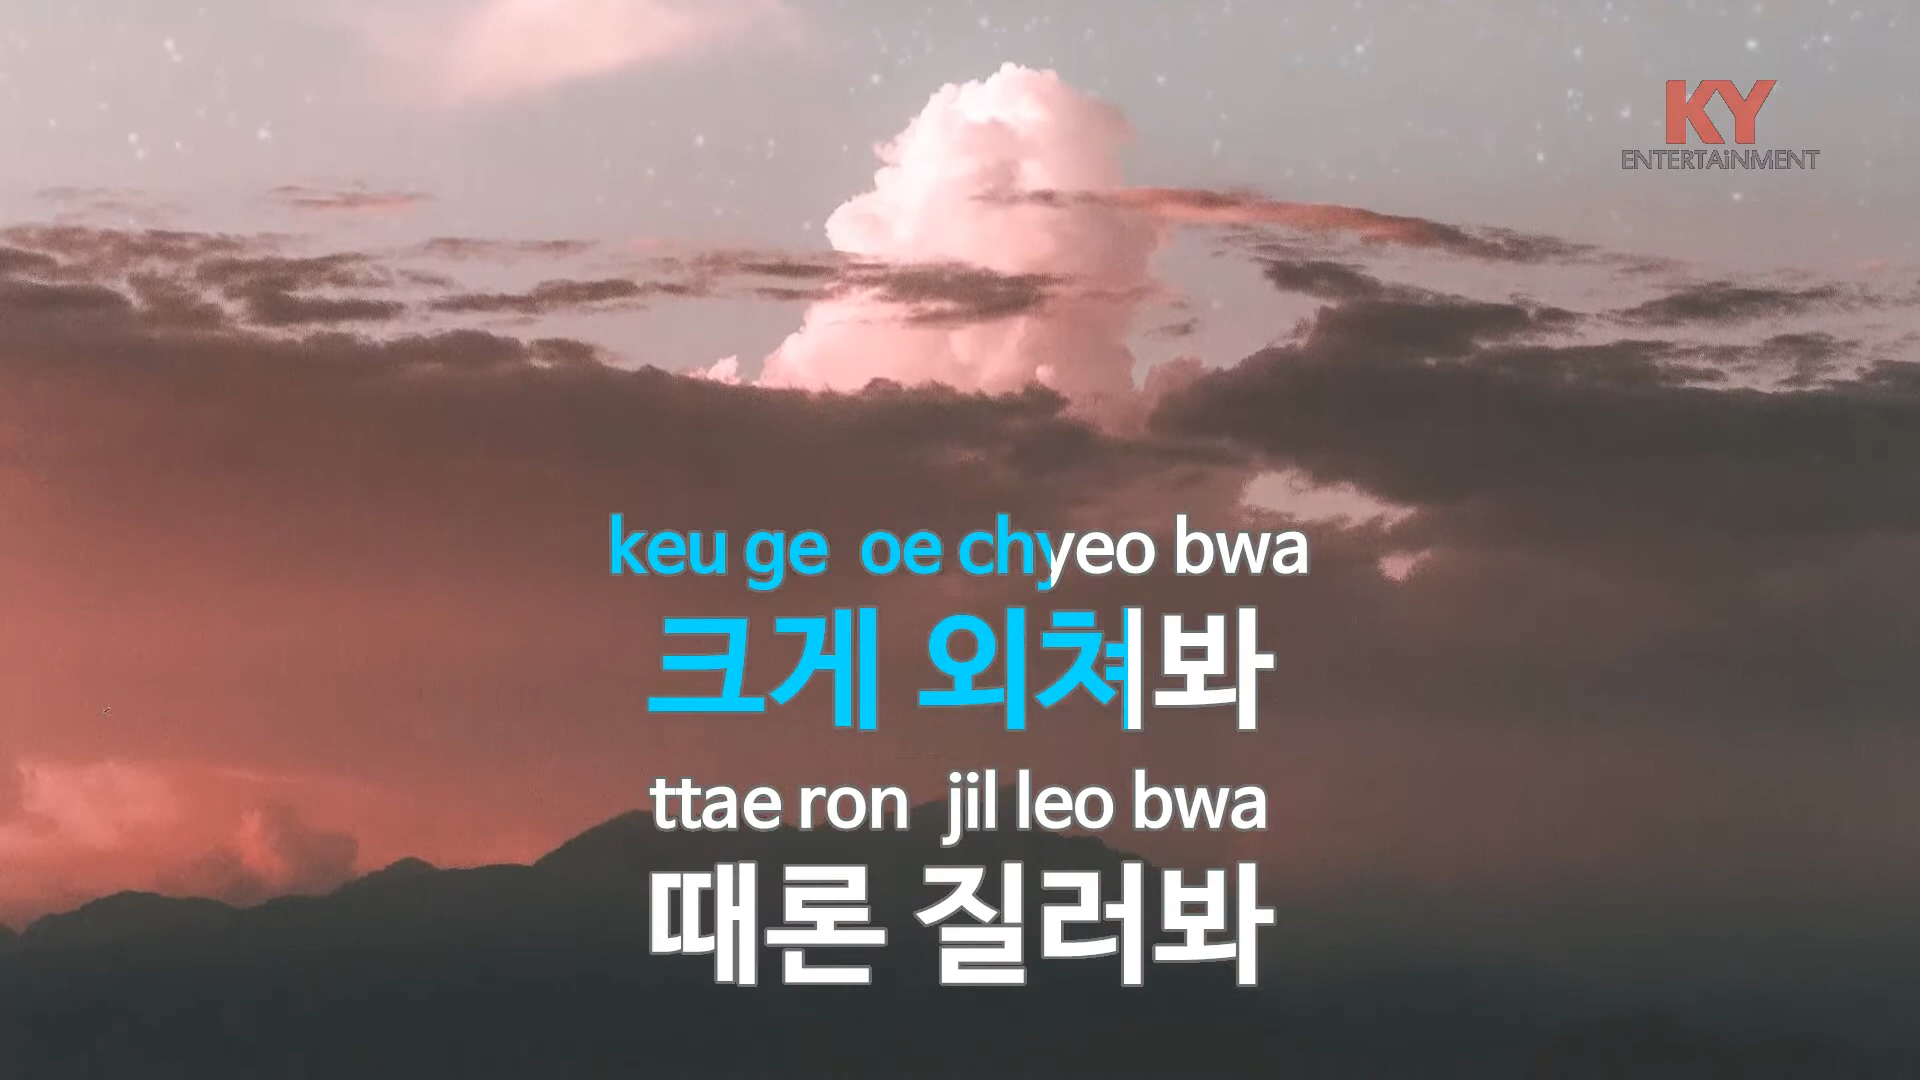 KY
ENTERTAiNMENT
keu ge oe chyeo bwa
크게 외쳐봐
ttae ron jil leo bwa
때론 질러봐